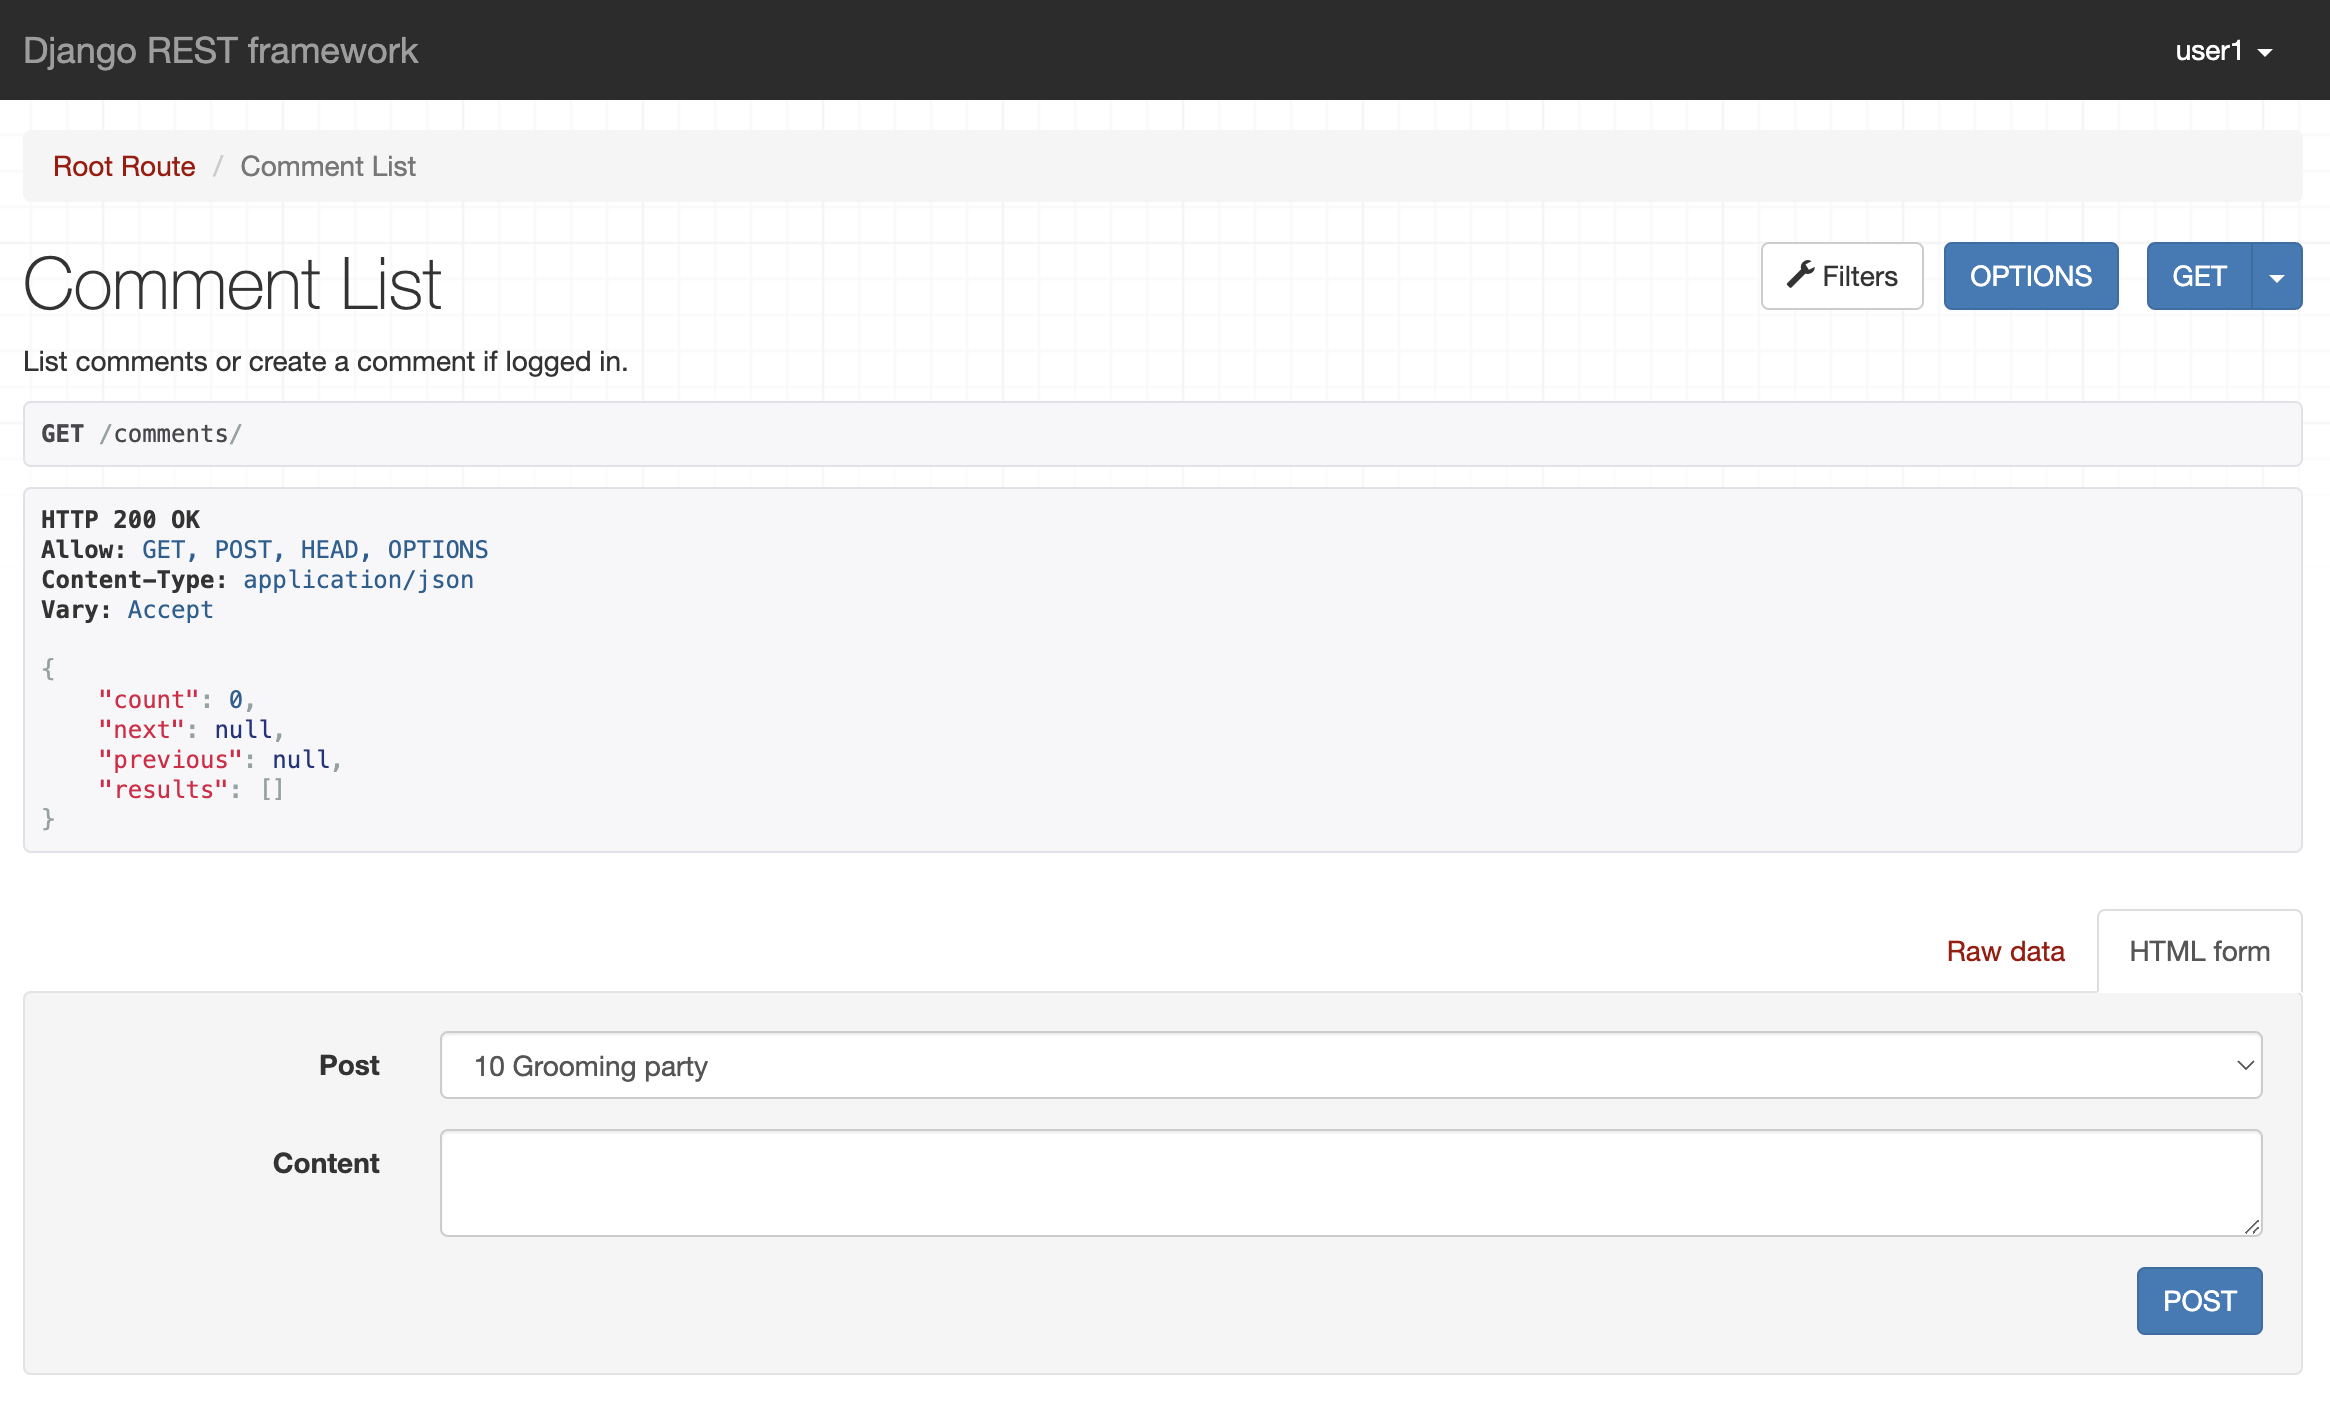 Django REST framework
user1
Root Route / Comment List
Comment List
Filters
OPTIONS
GET
List comments or create a comment if logged in.
GET /comments/
HTTP 200 OK
Allow: GET, POST, HEAD, OPTIONS
Content-Type: application/json
Vary: Accept
{
    "count": 0,
    "next": null,
    "previous": null,
    "results": []
}
Raw data
HTML form
Post
10 Grooming party
Content
POST